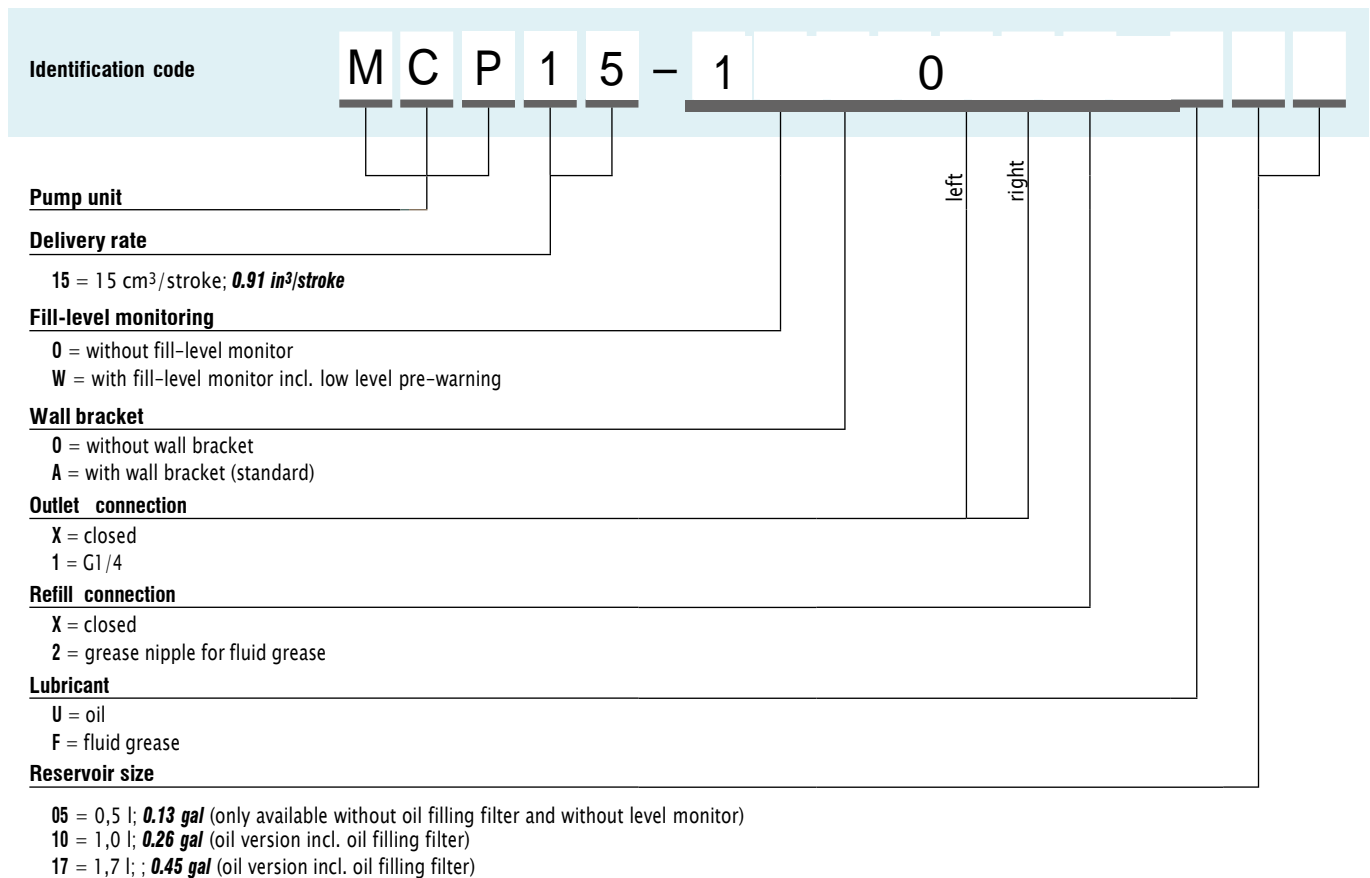 Identification code M C P 1 5 – 1 0
left right
Pump unit
Delivery rate
15 = 15 cm³/stroke; 0.91 in³/stroke
Fill-level monitoring
0 = without fill-level monitor
W = with fill-level monitor incl. low level pre-warning
Wall bracket
0 = without wall bracket
A = with wall bracket (standard)
Outlet connection
X = closed
1 = G1/4
Refill connection
X = closed
2 = grease nipple for fluid grease
Lubricant
U = oil
F = fluid grease
Reservoir size
05 = 0,5 l; 0.13 gal (only available without oil filling filter and without level monitor)
10 = 1,0 l; 0.26 gal (oil version incl. oil filling filter)
17 = 1,7 l; ; 0.45 gal (oil version incl. oil filling filter)